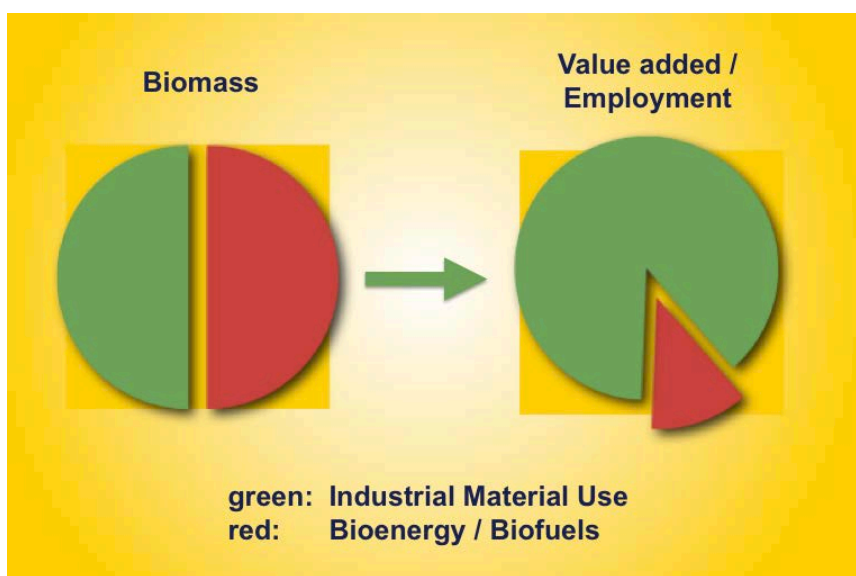 Biomass
Value added /
Employment
green: Industrial Material Use
red: Bioenergy / Biofuels